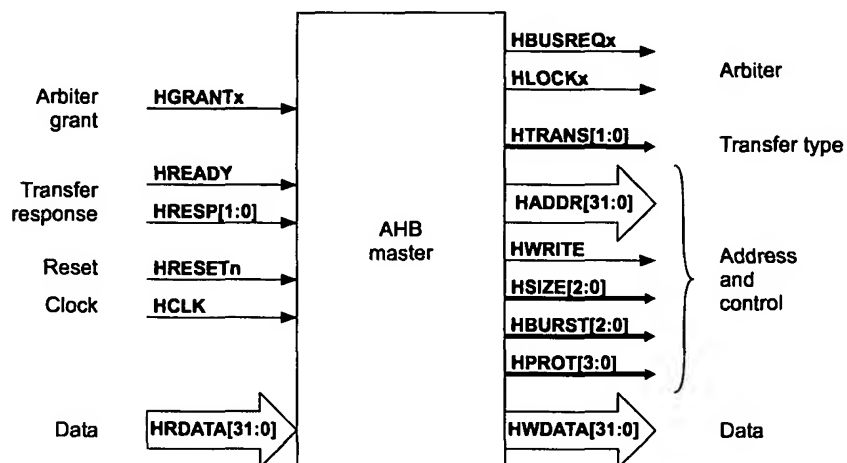 Arbiter
grant
HGRANTx
Transfer
response
HREADY
HRESP[1:0]
Reset
HRESETn
Clock
HCLK
Data
HRDATA[31:0]
AHB
master
HBUSREQx
HLOCKx
Arbiter
HTRANS[1:0]
Transfer type
HADDR[31:0]
HWRITE
HSIZE[2:0]
HBURST[2:0]
HPROT[3:0]
Address
and
control
HWDATA[31:0]
Data